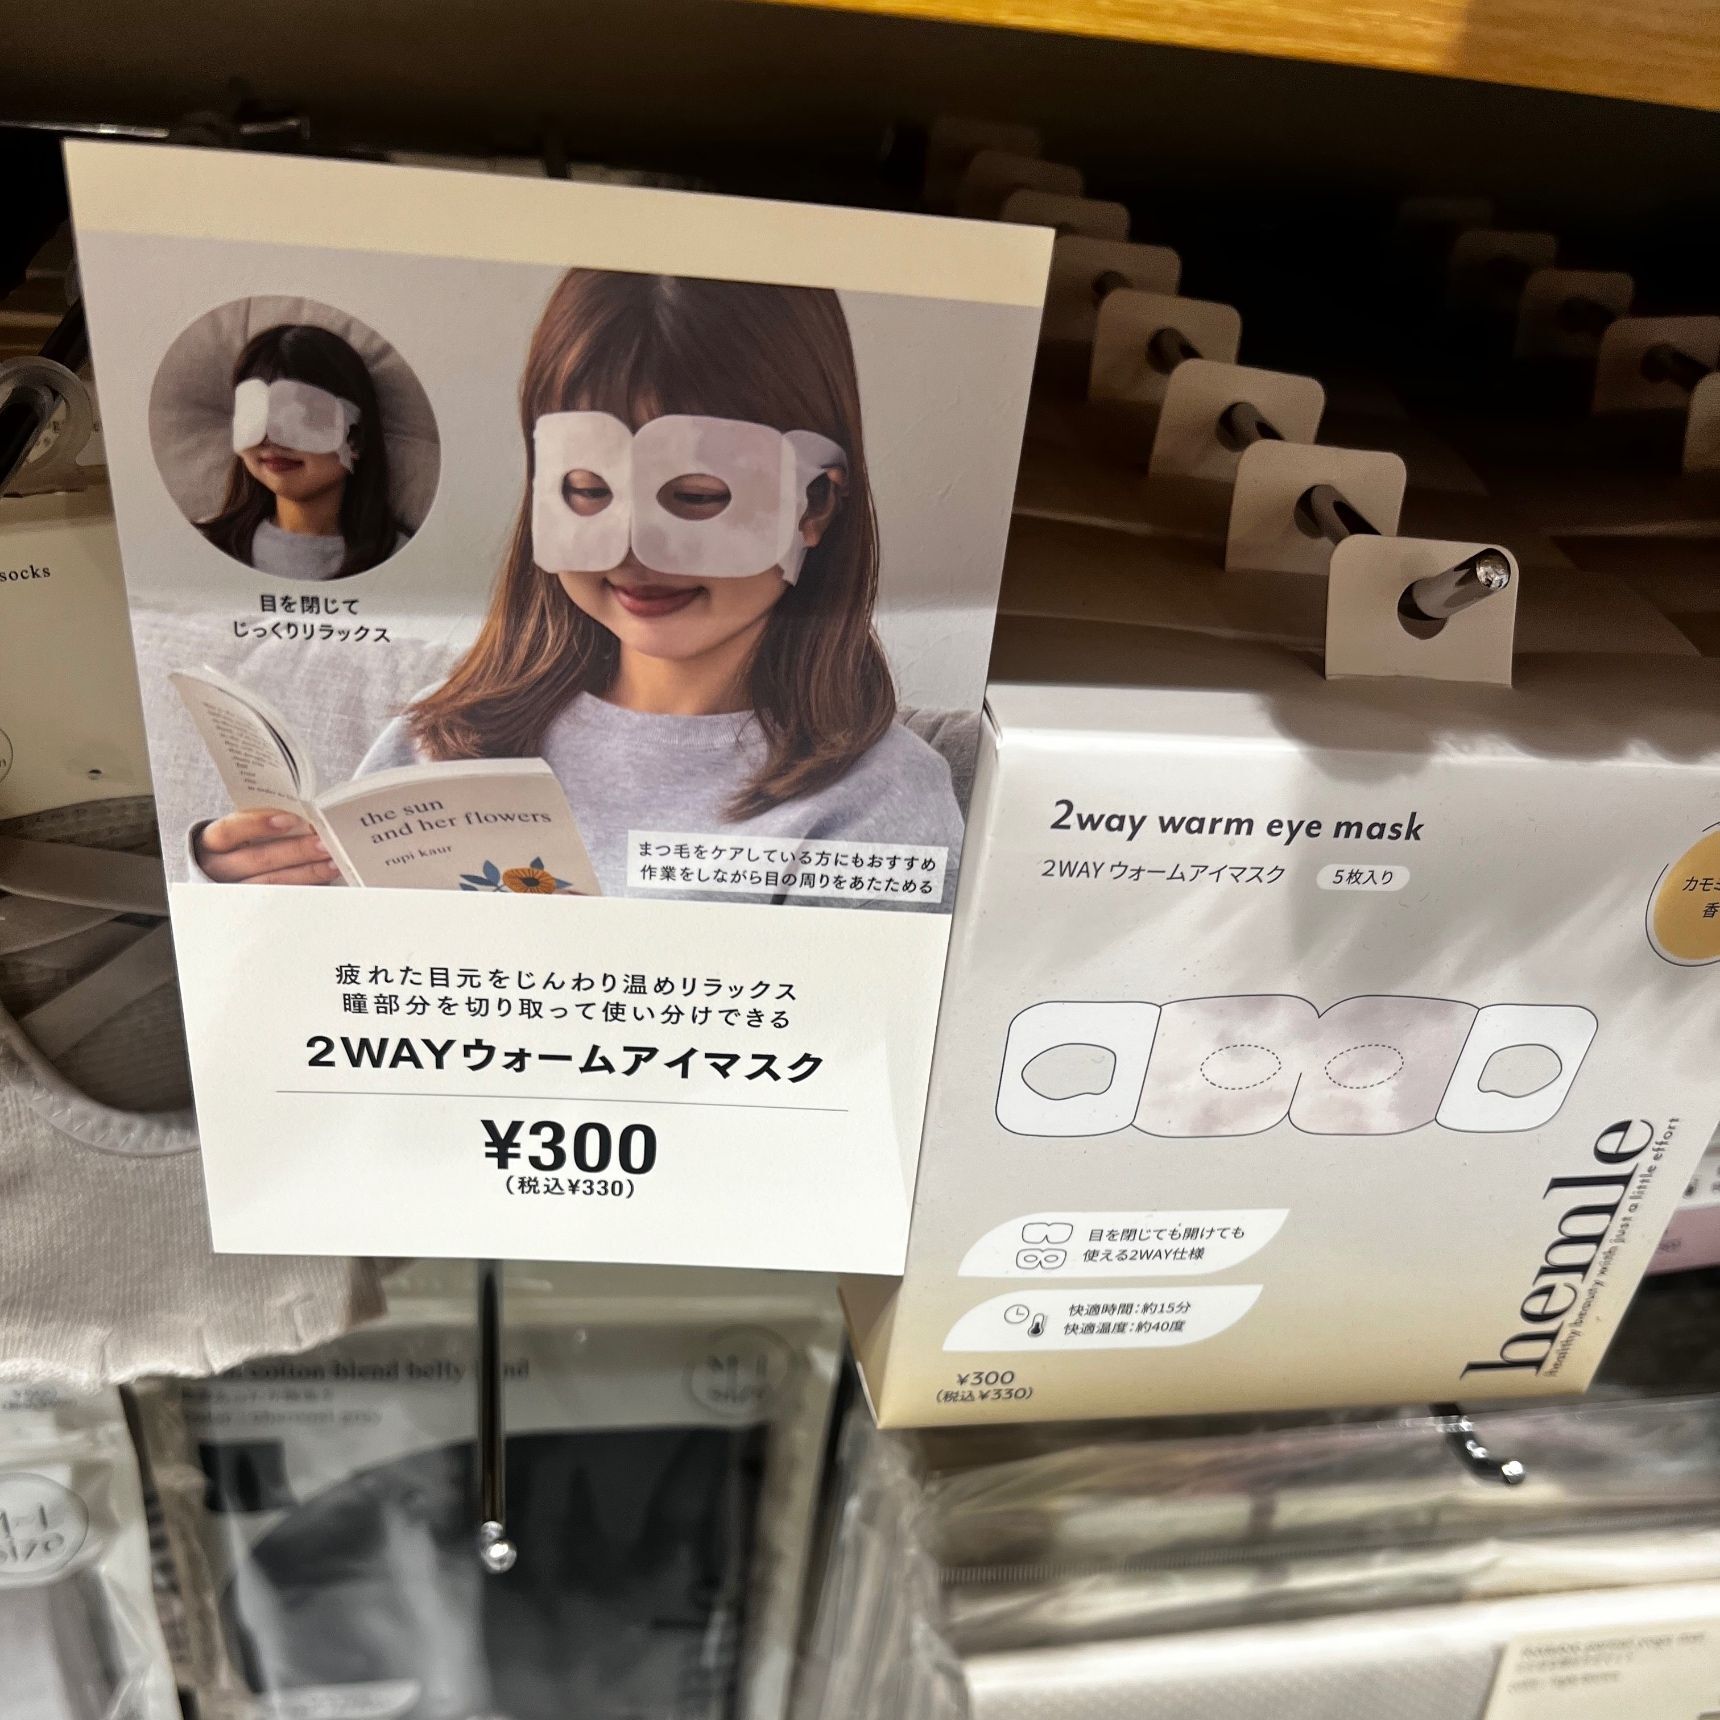 socks
目を閉じて
じっくりリラックス
the sun
and her flowers
rupi kaur
まつ毛をケアしている方にもおすすめ
作業をしながら目の周りをあたためる
疲れた目元をじんわり温めリラックス
瞳部分を切り取って使い分けできる
2WAYウォームアイマスク
¥300
（税込¥330）
2way warm eye mask
2WAY ウォームアイマスク 5枚入り
香
目を閉じても開けても
使える2WAY仕様
快適時間：約15分
快適温度：約40度
¥300
（税込¥330）
hemle
healthy beauty with just a little effort
cotton blend belly